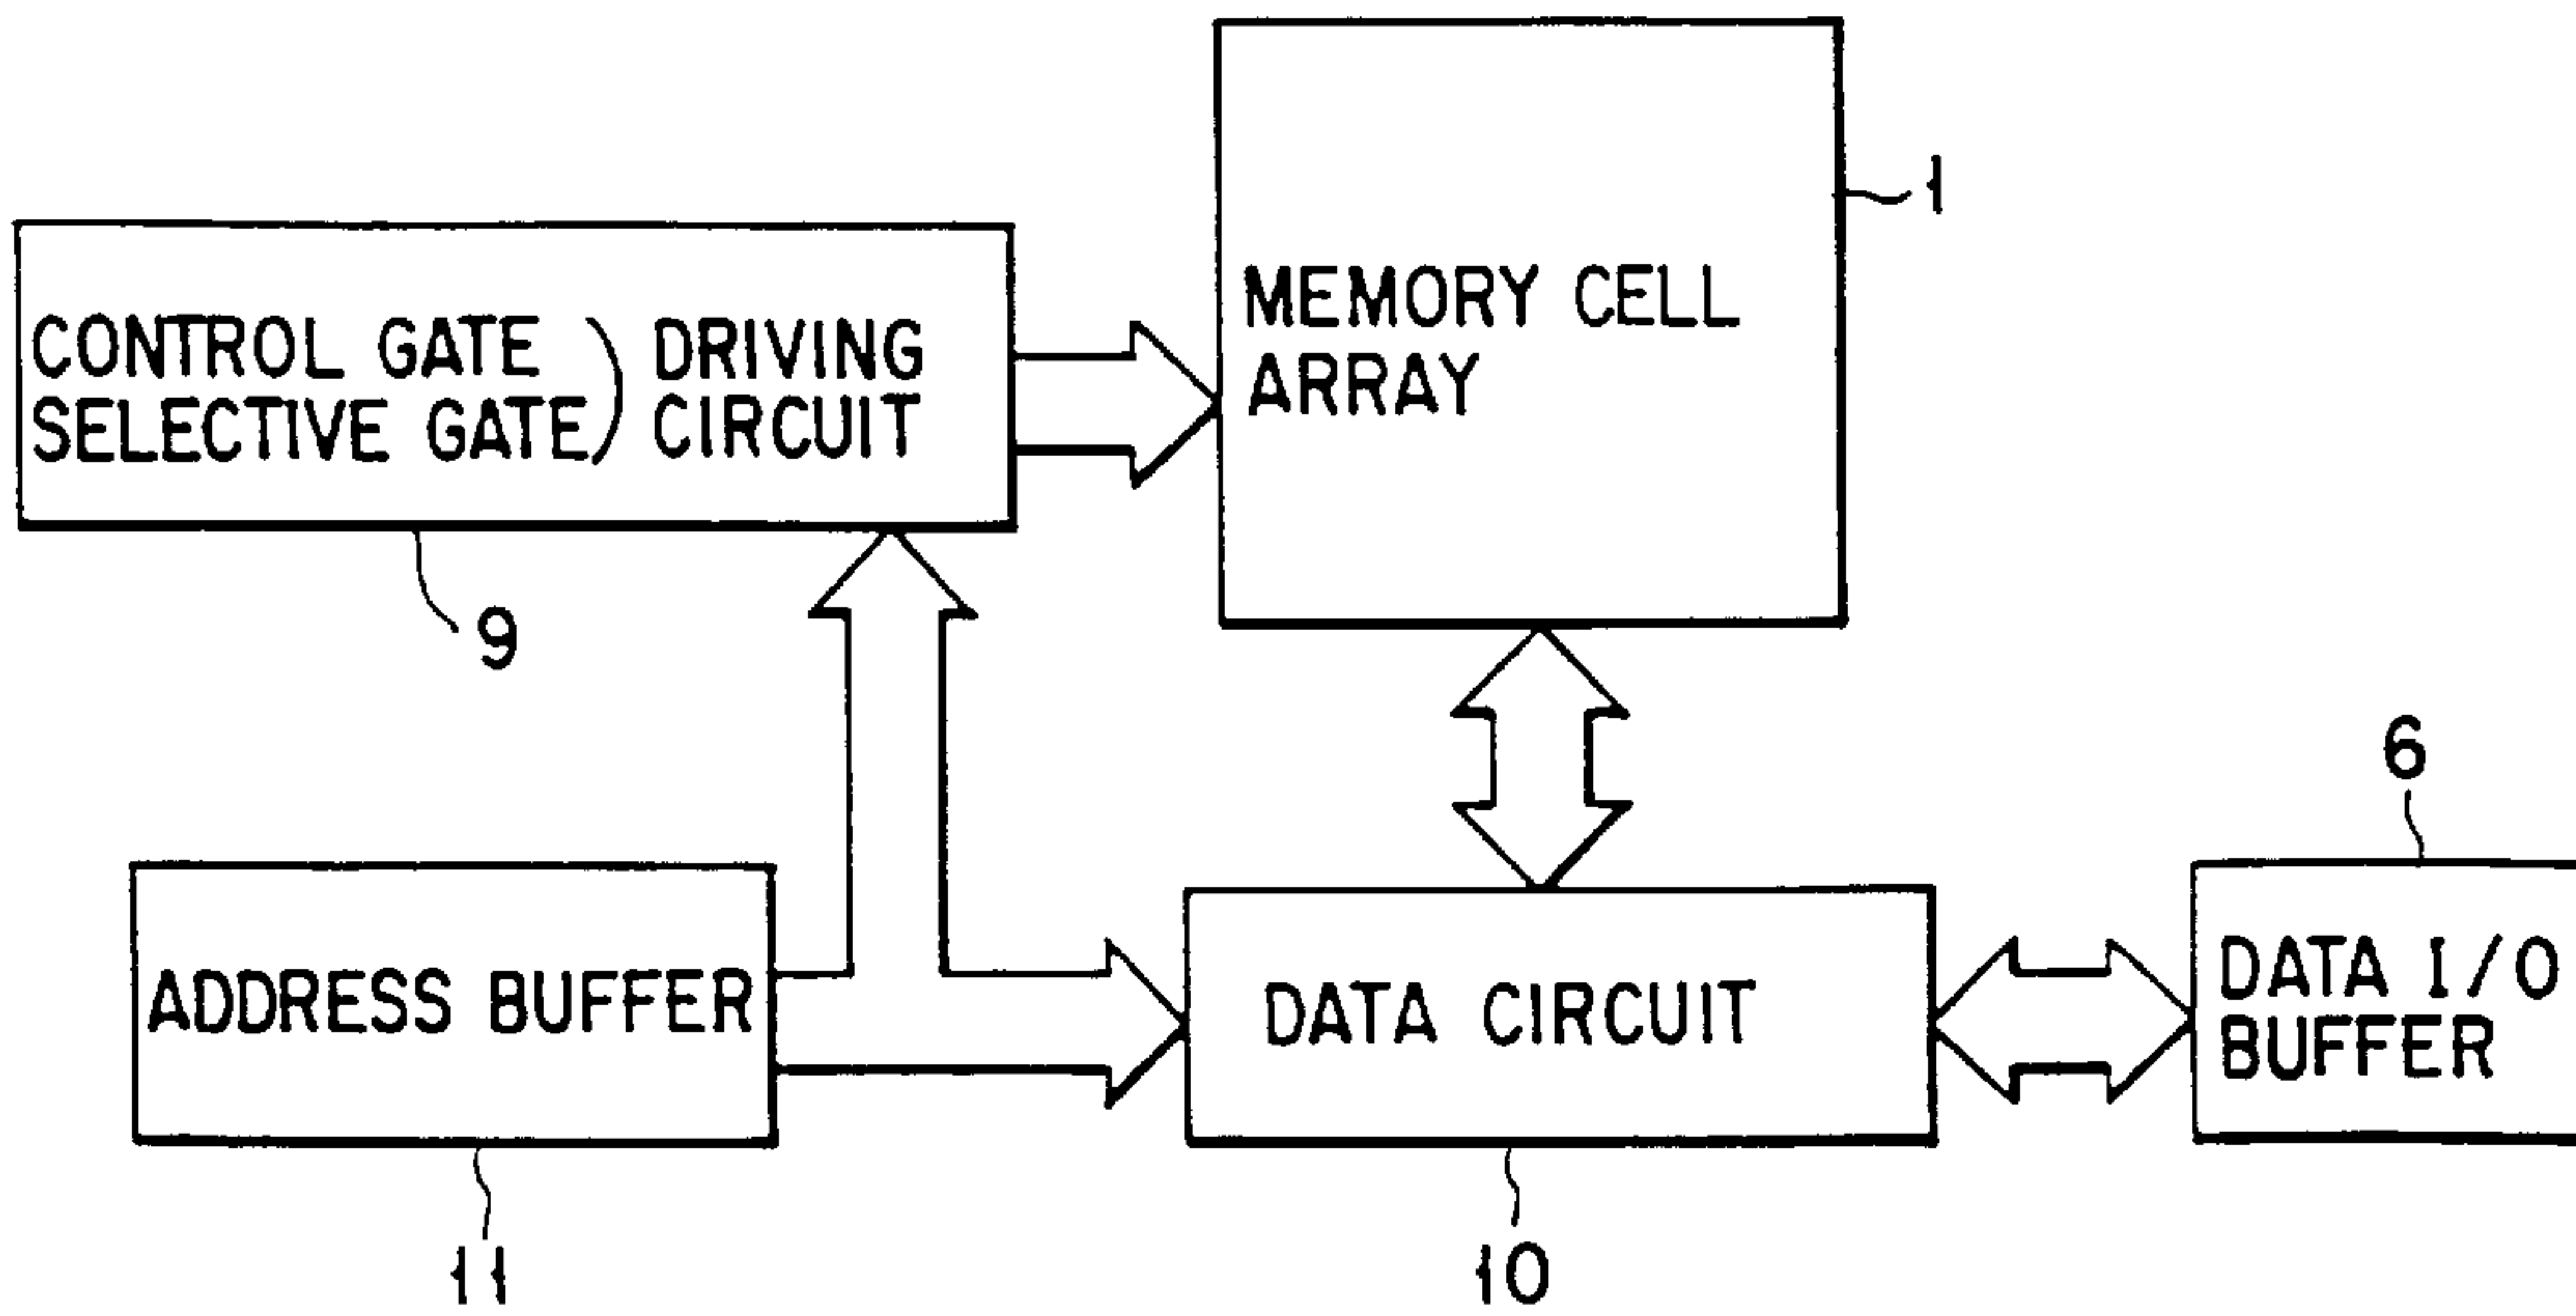 MEMORY CELL
ARRAY
1
CONTROL GATE ) DRIVING
SELECTIVE GATE ) CIRCUIT
9
6
ADDRESS BUFFER
DATA CIRCUIT
DATA I/O
BUFFER
11
10